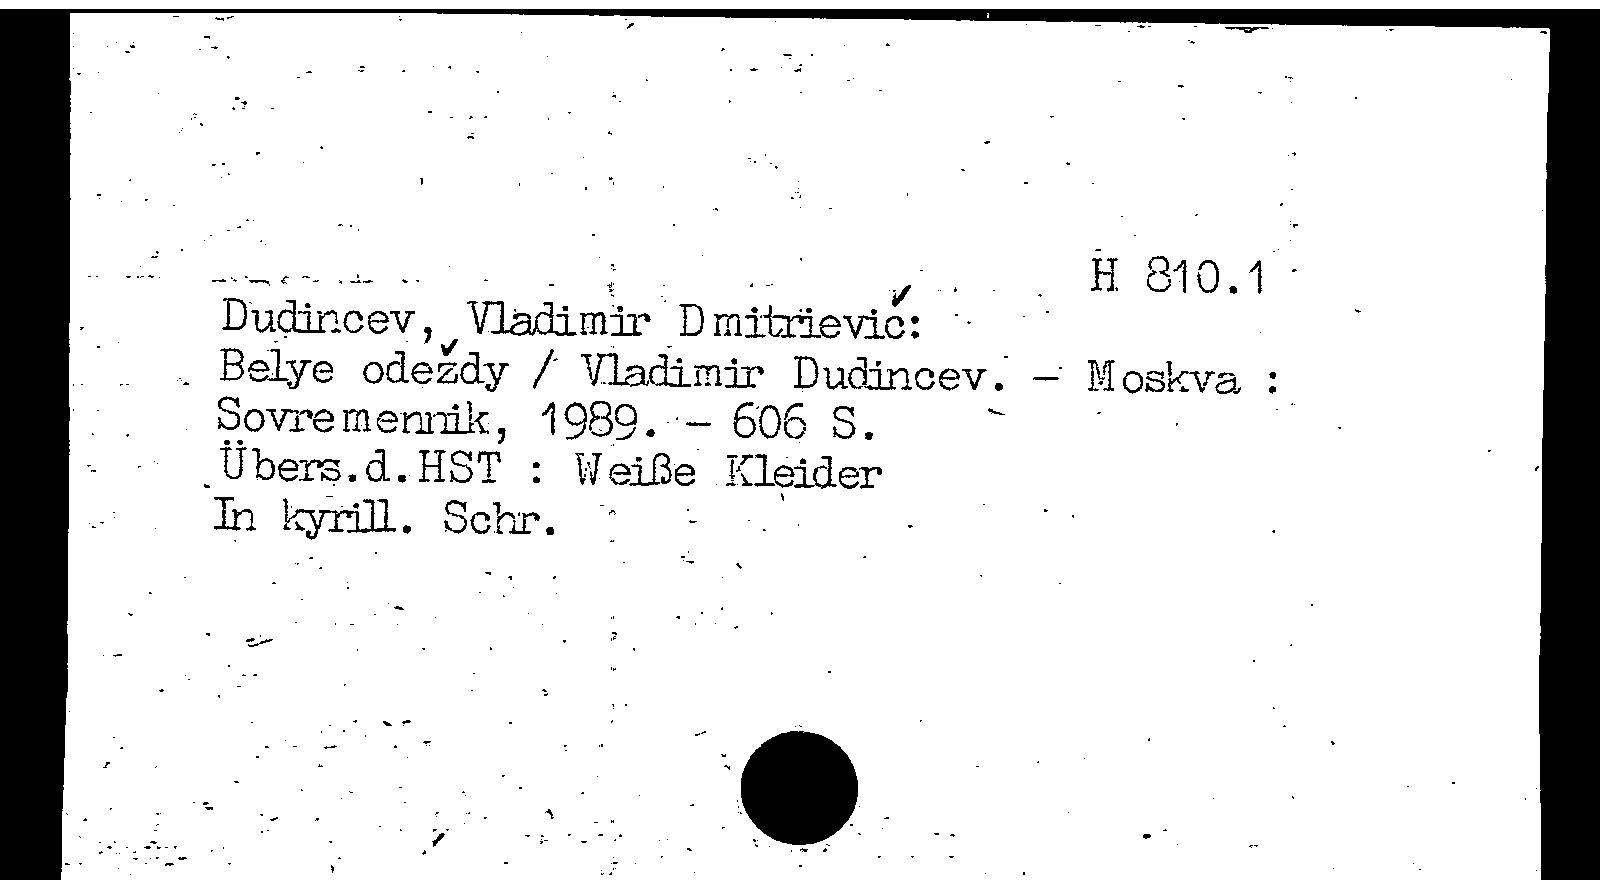 H 810.1
Dudincev, Vladimir Dmitrievič:
Belye odeždy / Vladimir Dudincev. - Moskva :
Sovremennik, 1989. - 606 S.
Übers.d.HST : Weiße Kleider
In kyrill. Schr.